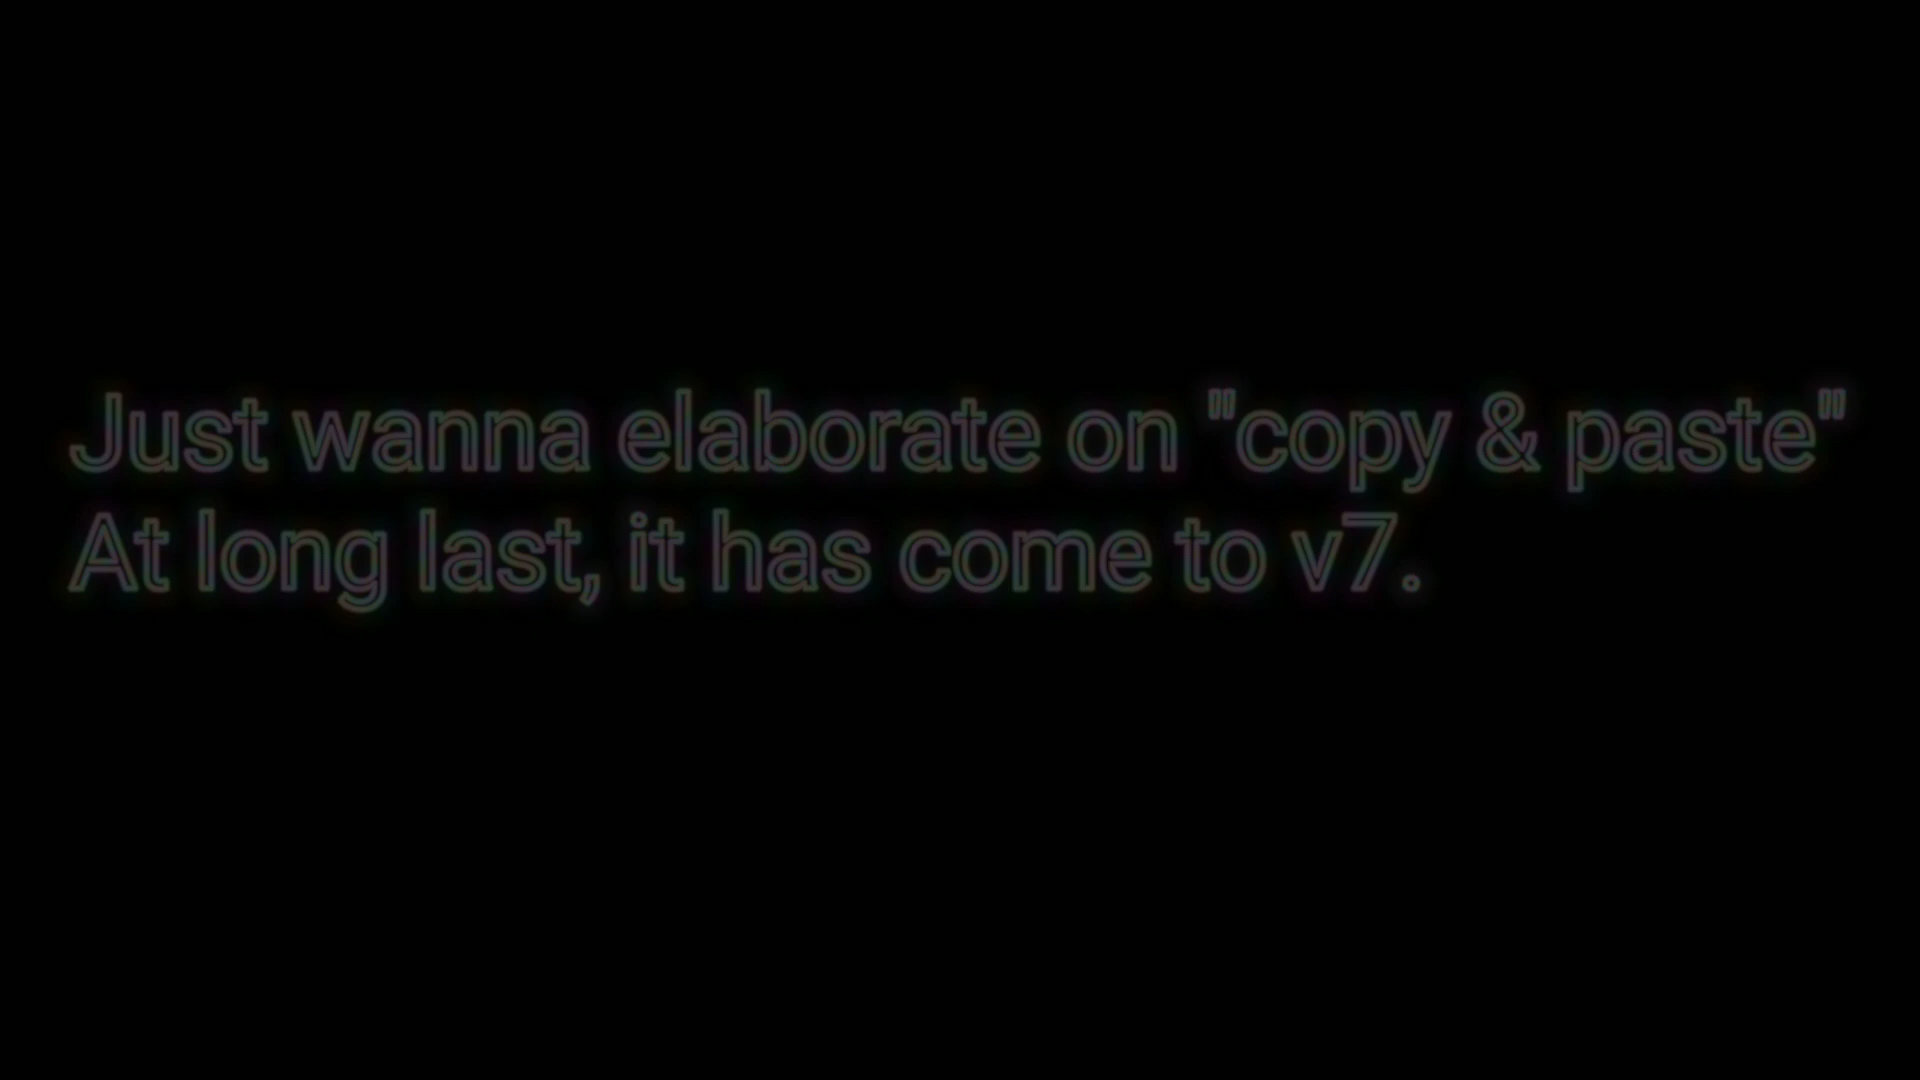 Just wanna elaborate on "copy & paste"
At long last, it has come to v7.